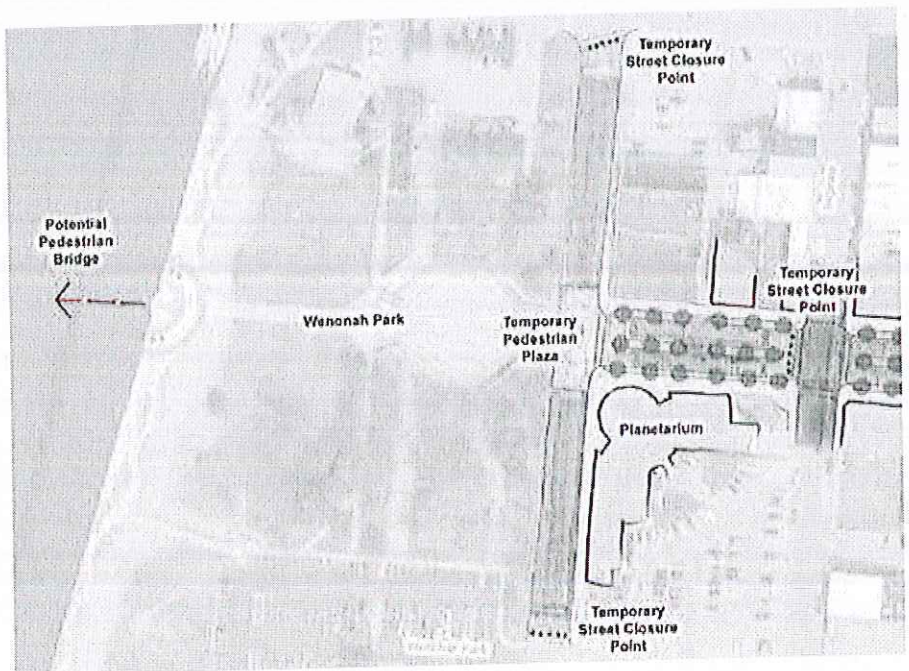 Temporary
Street Closure
Point
Potential
Pedestrian
Bridge
Temporary
Street Closure
Point
Wenonah Park
Temporary
Pedestrian
Plaza
Planetarium
Temporary
Street Closure
Point